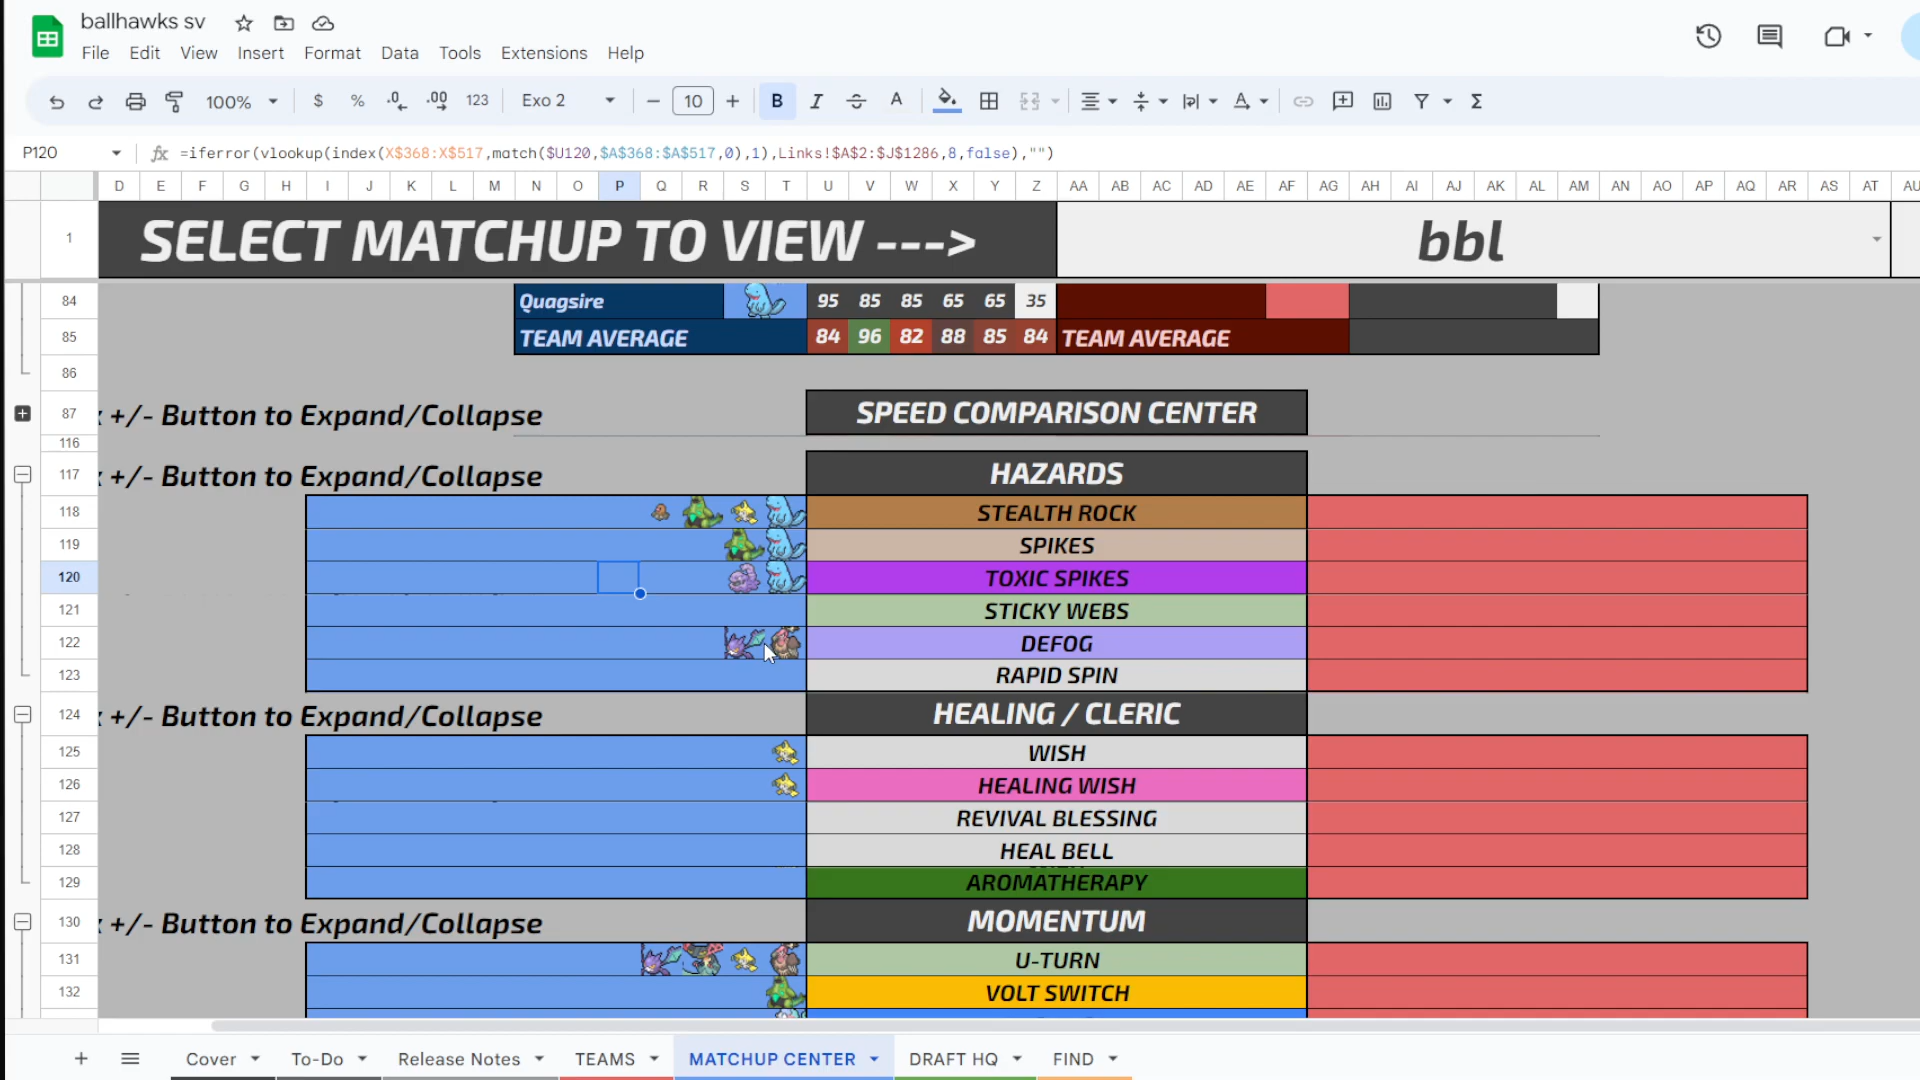 ballhawks sv
File Edit View Insert Format Data Tools Extensions Help
100% $ % .0 .00 123 Exo 2 − 10 + B I A
P120 fx =iferror(vlookup(index(X$368:X$517,match($U120,$A$368:$A$517,0),1),Links!$A$2:$J$1286,8,false),"")
D E F G H I J K L M N O P Q R S T U V W X Y Z AA AB AC AD AE AF AG AH AI AJ AK AL AM AN AO AP AQ AR AS AT AU
1 SELECT MATCHUP TO VIEW ---> bbl
84 Quagsire 95 85 85 65 65 35
85 TEAM AVERAGE 84 96 82 88 85 84 TEAM AVERAGE
86
87 +/- Button to Expand/Collapse SPEED COMPARISON CENTER
116
117 +/- Button to Expand/Collapse HAZARDS
118 STEALTH ROCK
119 SPIKES
120 TOXIC SPIKES
121 STICKY WEBS
122 DEFOG
123 RAPID SPIN
124 +/- Button to Expand/Collapse HEALING / CLERIC
125 WISH
126 HEALING WISH
127 REVIVAL BLESSING
128 HEAL BELL
129 AROMATHERAPY
130 +/- Button to Expand/Collapse MOMENTUM
131 U-TURN
132 VOLT SWITCH
Cover To-Do Release Notes TEAMS MATCHUP CENTER DRAFT HQ FIND